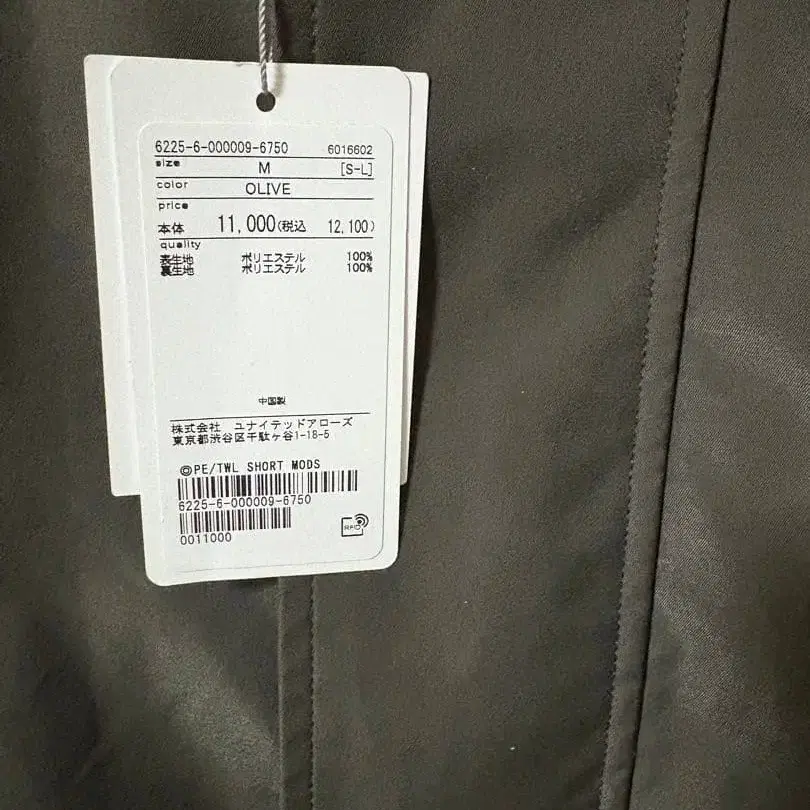 6225-6-000009-6750 6016602
size M [S-L]
color OLIVE
price
本体 11,000(税込 12,100)
quality
表生地 ポリエステル 100%
裏生地 ポリエステル 100%
中国製
株式会社 ユナイテッドアローズ
東京都渋谷区千駄ヶ谷1-18-5
©PE/TWL SHORT MODS
6225-6-000009-6750
0011000
RFID